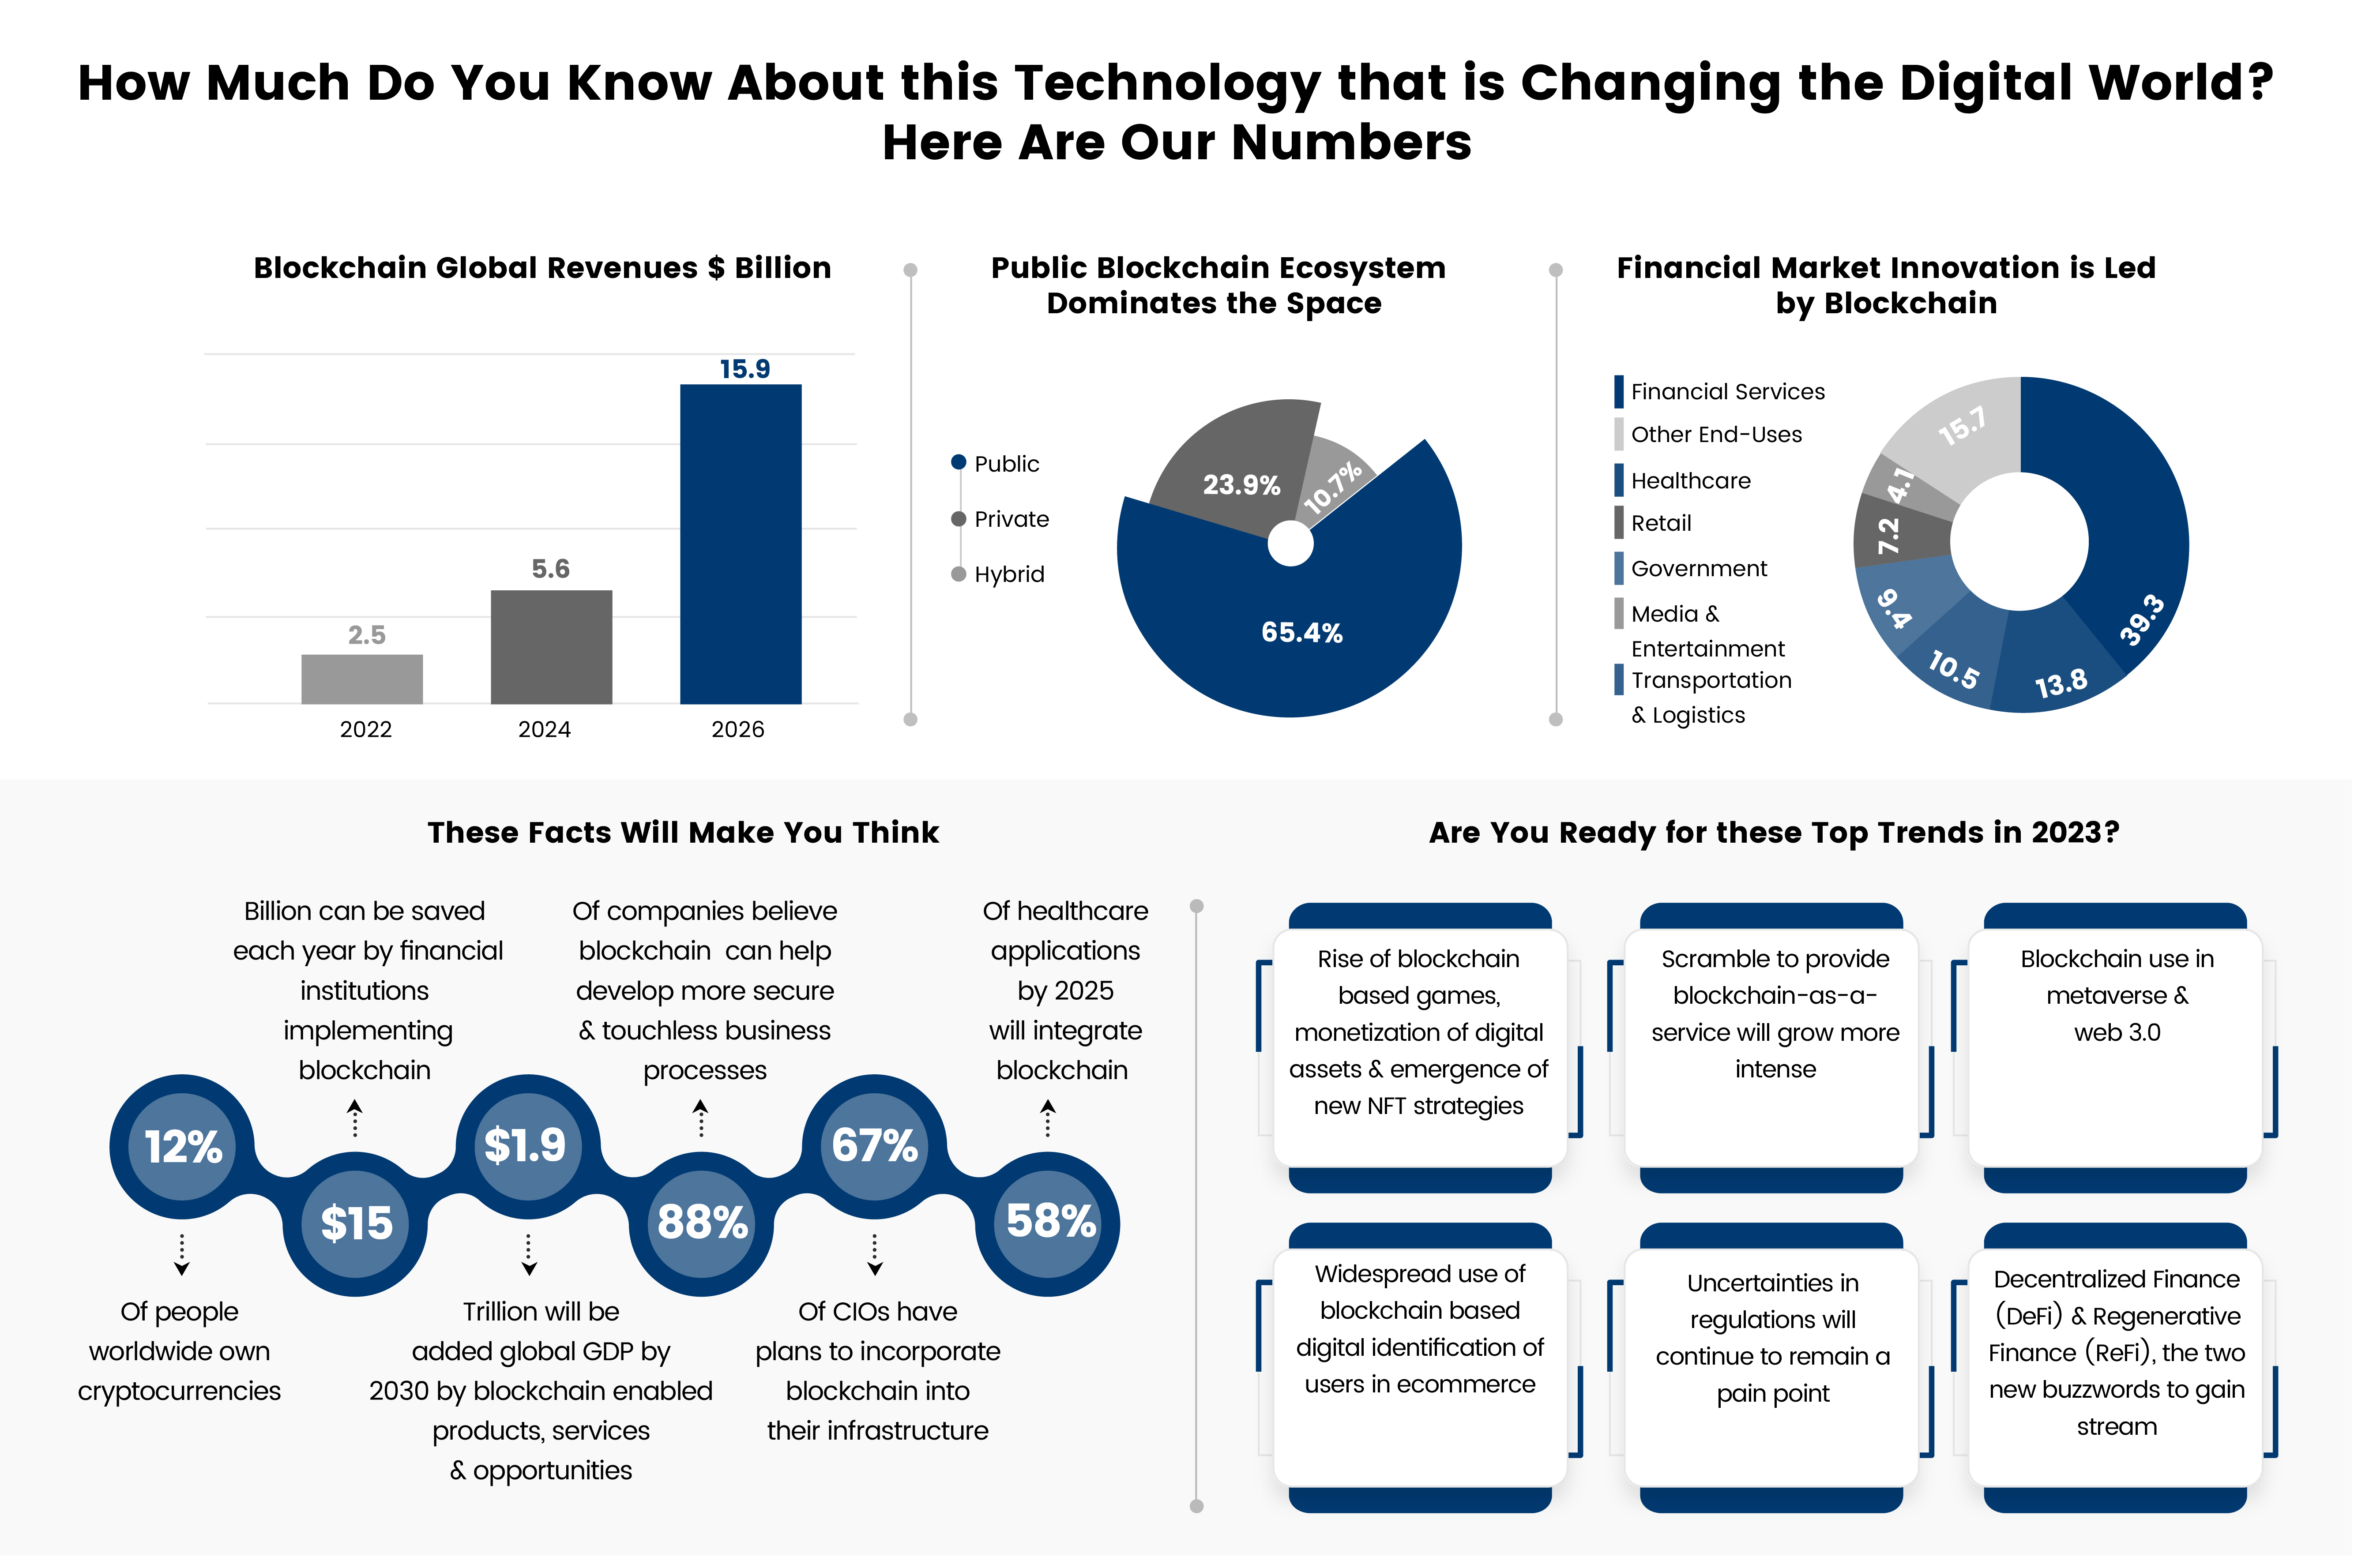 How Much Do You Know About this Technology that is Changing the Digital World?
Here Are Our Numbers
Blockchain Global Revenues $ Billion
15.9
5.6
2.5
2022
2024
2026
Public Blockchain Ecosystem
Dominates the Space
Public
Private
Hybrid
23.9%
10.7%
65.4%
Financial Market Innovation is Led
by Blockchain
Financial Services
Other End-Uses
Healthcare
Retail
Government
Media &
Entertainment
Transportation
& Logistics
15.7
4.1
7.2
9.4
10.5
13.8
39.3
These Facts Will Make You Think
12%
Of people
worldwide own
cryptocurrencies
Billion can be saved
each year by financial
institutions
implementing
blockchain
$15
$1.9
Trillion will be
added global GDP by
2030 by blockchain enabled
products, services
& opportunities
Of companies believe
blockchain can help
develop more secure
& touchless business
processes
88%
67%
Of CIOs have
plans to incorporate
blockchain into
their infrastructure
Of healthcare
applications
by 2025
will integrate
blockchain
58%
Are You Ready for these Top Trends in 2023?
Rise of blockchain
based games,
monetization of digital
assets & emergence of
new NFT strategies
Scramble to provide
blockchain-as-a-
service will grow more
intense
Blockchain use in
metaverse &
web 3.0
Widespread use of
blockchain based
digital identification of
users in ecommerce
Uncertainties in
regulations will
continue to remain a
pain point
Decentralized Finance
(DeFi) & Regenerative
Finance (ReFi), the two
new buzzwords to gain
stream